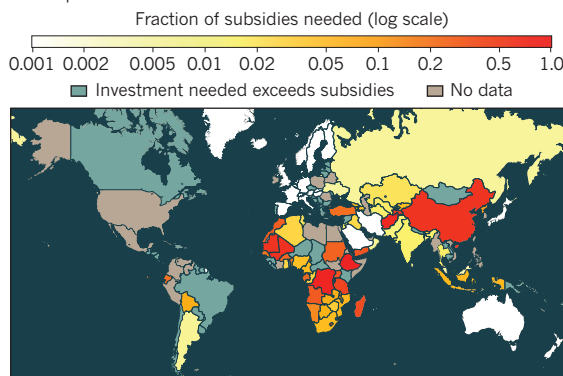 Fraction of subsidies needed (log scale)
0.001 0.002 0.005 0.01 0.02 0.05 0.1 0.2 0.5 1.0
Investment needed exceeds subsidies No data